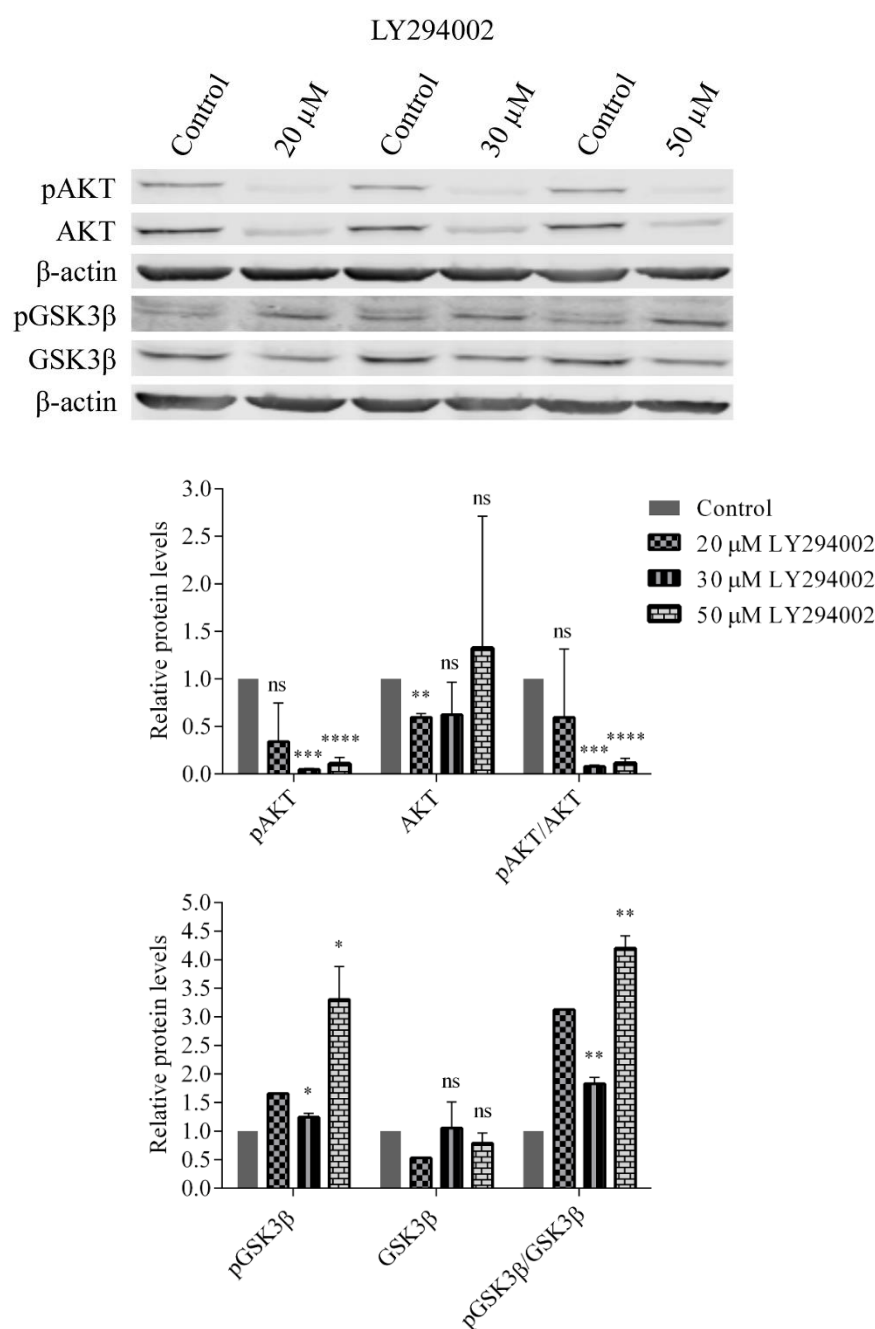 LY294002
Control 20 μM Control 30 μM Control 50 μM
pAKT
AKT
β-actin
pGSK3β
GSK3β
β-actin
Relative protein levels
3.0
2.5
2.0
1.5
1.0
0.5
0.0
ns *** ****
** ns ns
ns *** ****
pAKT AKT pAKT/AKT
Control
20 μM LY294002
30 μM LY294002
50 μM LY294002
Relative protein levels
5.0
4.5
4.0
3.5
3.0
2.5
2.0
1.5
1.0
0.5
0.0
* *
ns ns
** **
pGSK3β GSK3β pGSK3β/GSK3β